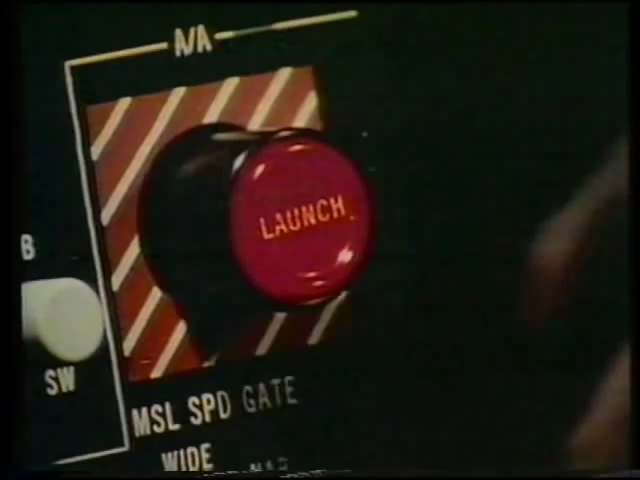 A/A
LAUNCH
B
SW
MSL SPD GATE
WIDE